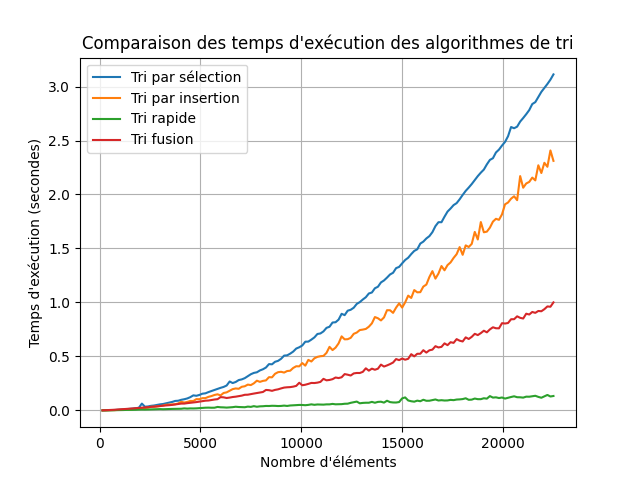 Comparaison des temps d'exécution des algorithmes de tri
Tri par sélection
Tri par insertion
Tri rapide
Tri fusion
Temps d'exécution (secondes)
3.0
2.5
2.0
1.5
1.0
0.5
0.0
0
5000
10000
15000
20000
Nombre d'éléments